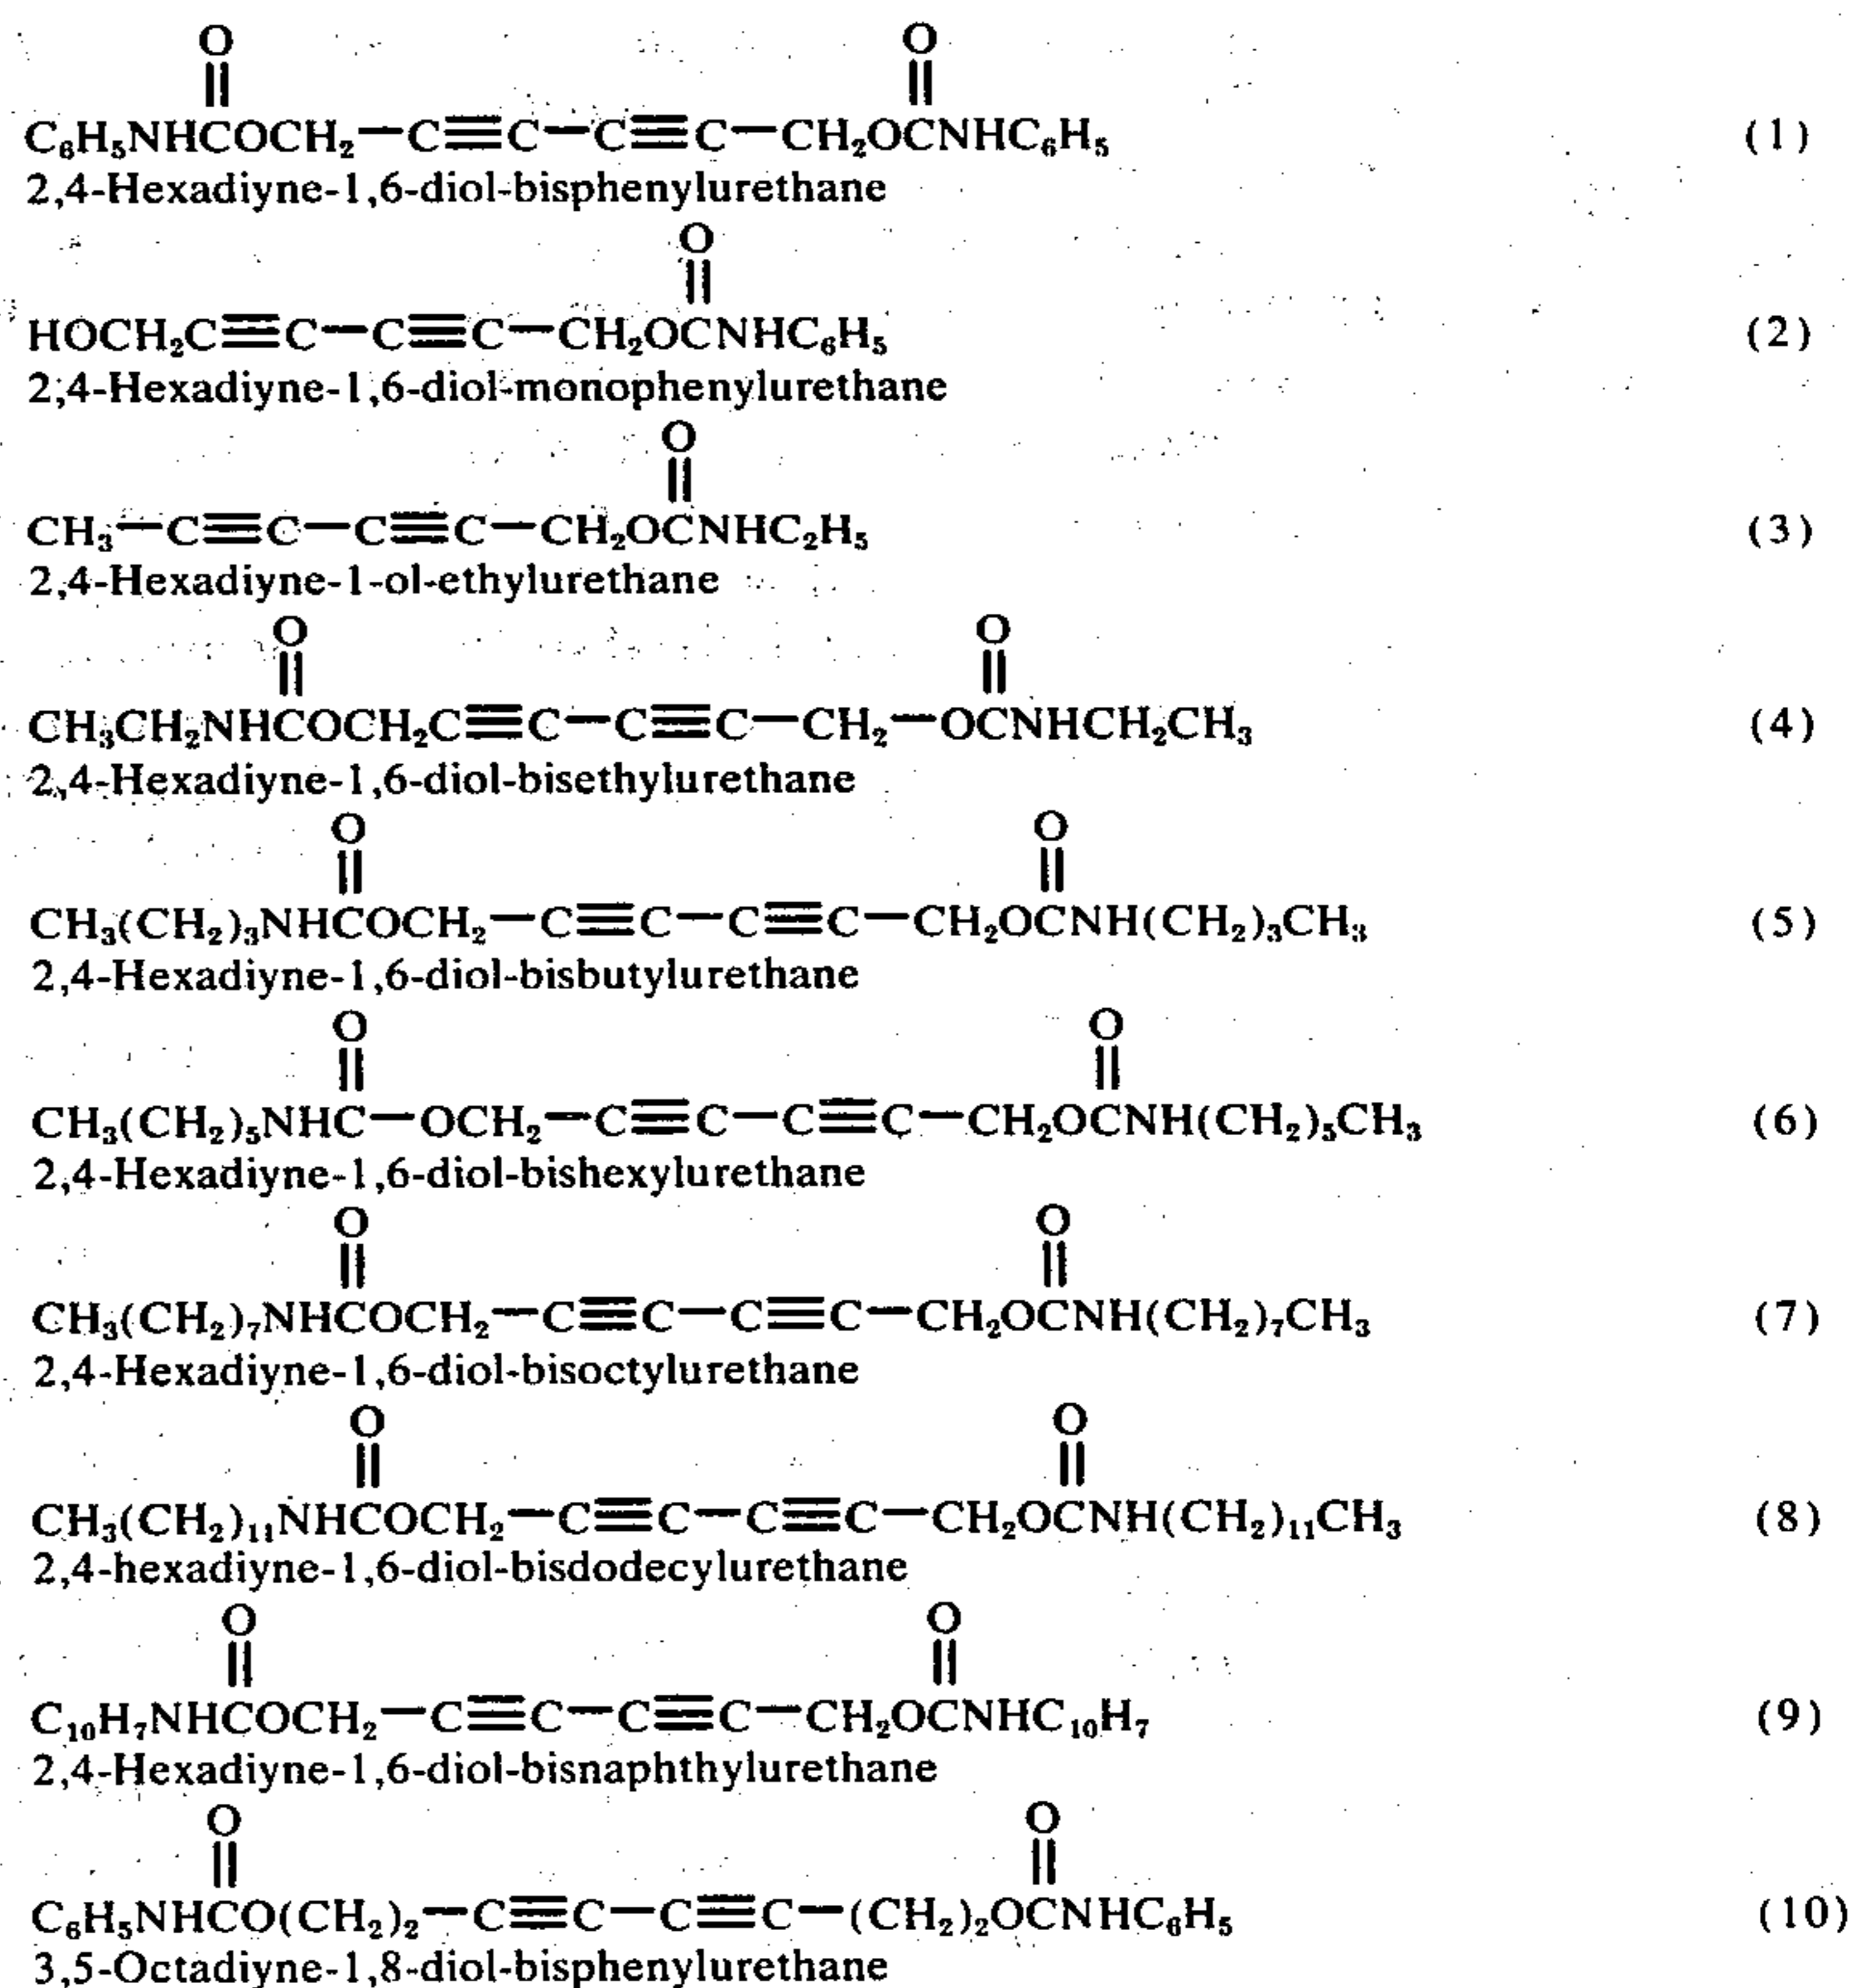 O O
|| ||
C₆H₅NHCOCH₂—C≡C—C≡C—CH₂OCNHC₆H₅ (1)
2,4-Hexadiyne-1,6-diol-bisphenylurethane
O
||
HOCH₂C≡C—C≡C—CH₂OCNHC₆H₅ (2)
2,4-Hexadiyne-1,6-diol-monophenylurethane
O
||
CH₃—C≡C—C≡C—CH₂OCNHC₂H₅ (3)
2,4-Hexadiyne-1-ol-ethylurethane
O O
|| ||
CH₃CH₂NHCOCH₂C≡C—C≡C—CH₂—OCNHCH₂CH₃ (4)
2,4-Hexadiyne-1,6-diol-bisethylurethane
O O
|| ||
CH₃(CH₂)₃NHCOCH₂—C≡C—C≡C—CH₂OCNH(CH₂)₃CH₃ (5)
2,4-Hexadiyne-1,6-diol-bisbutylurethane
O O
|| ||
CH₃(CH₂)₅NHC—OCH₂—C≡C—C≡C—CH₂OCNH(CH₂)₅CH₃ (6)
2,4-Hexadiyne-1,6-diol-bishexylurethane
O O
|| ||
CH₃(CH₂)₇NHCOCH₂—C≡C—C≡C—CH₂OCNH(CH₂)₇CH₃ (7)
2,4-Hexadiyne-1,6-diol-bisoctylurethane
O O
|| ||
CH₃(CH₂)₁₁NHCOCH₂—C≡C—C≡C—CH₂OCNH(CH₂)₁₁CH₃ (8)
2,4-hexadiyne-1,6-diol-bisdodecylurethane
O O
|| ||
C₁₀H₇NHCOCH₂—C≡C—C≡C—CH₂OCNHC₁₀H₇ (9)
2,4-Hexadiyne-1,6-diol-bisnaphthylurethane
O O
|| ||
C₆H₅NHCO(CH₂)₂—C≡C—C≡C—(CH₂)₂OCNHC₆H₅ (10)
3,5-Octadiyne-1,8-diol-bisphenylurethane